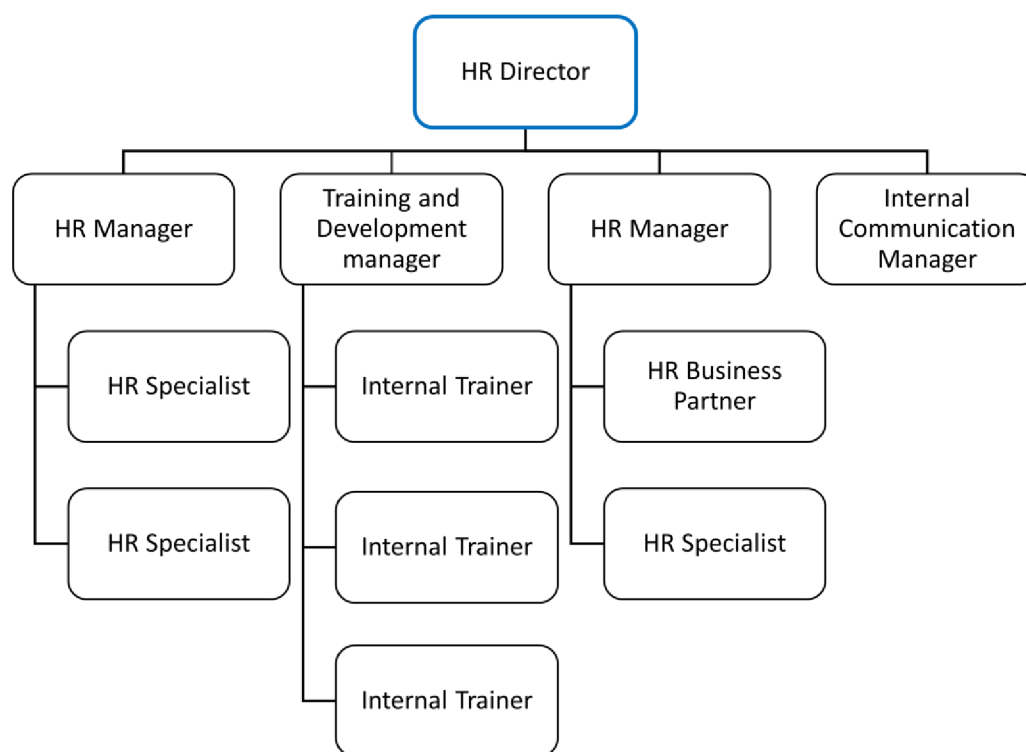 HR Director
HR Manager
Training and
Development
manager
HR Manager
Internal
Communication
Manager
HR Specialist
Internal Trainer
HR Business
Partner
HR Specialist
Internal Trainer
HR Specialist
Internal Trainer